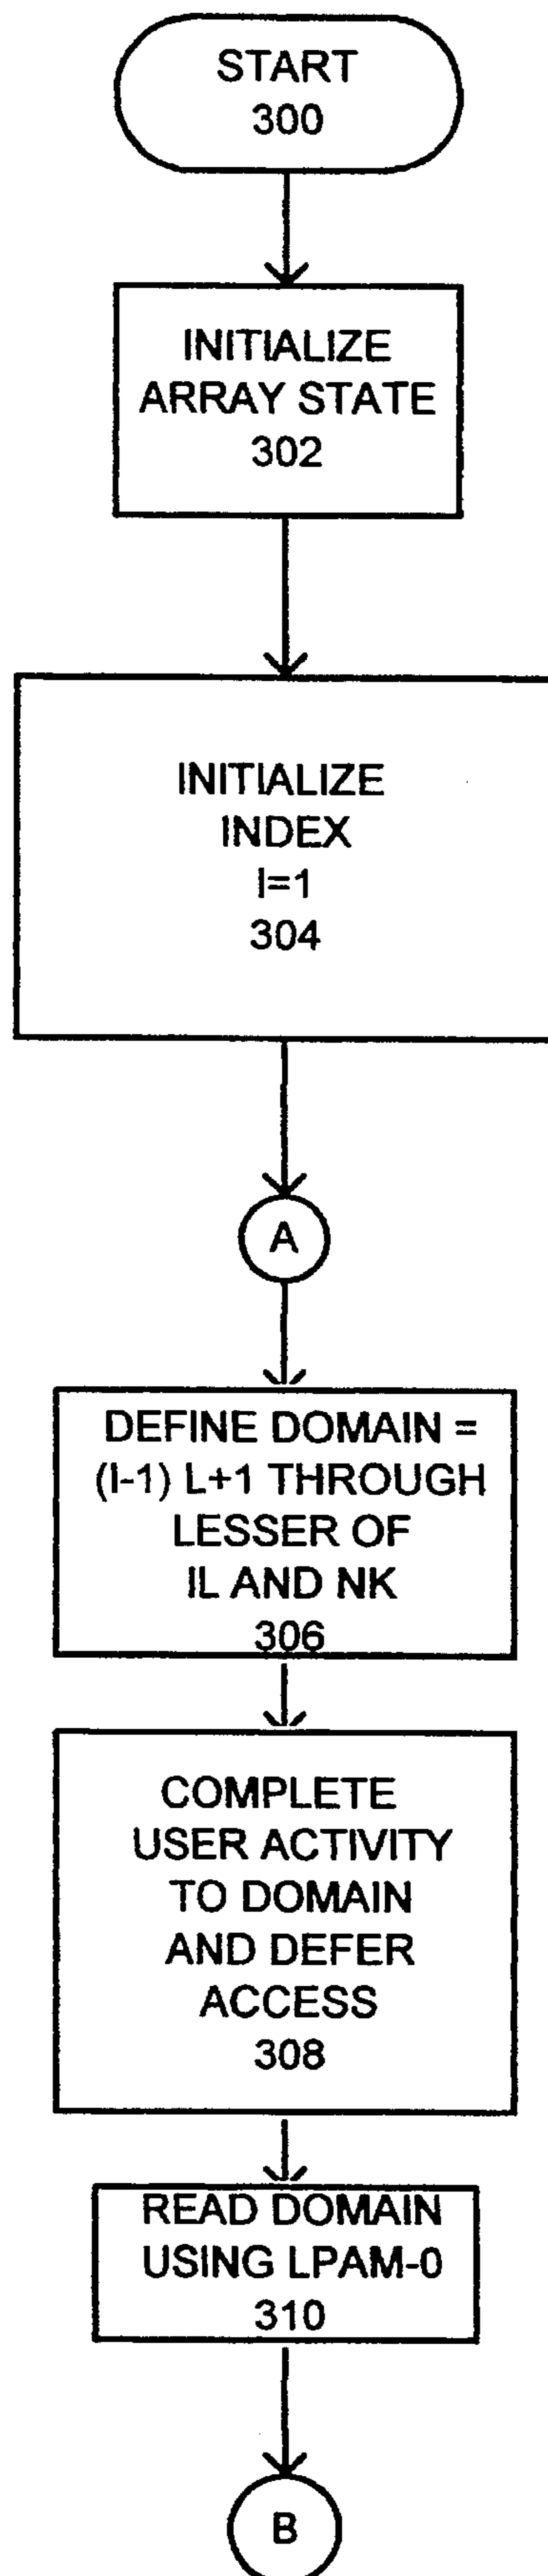 START
300
INITIALIZE
ARRAY STATE
302
INITIALIZE
INDEX
I=1
304
A
DEFINE DOMAIN =
(I-1) L+1 THROUGH
LESSER OF
IL AND NK
306
COMPLETE
USER ACTIVITY
TO DOMAIN
AND DEFER
ACCESS
308
READ DOMAIN
USING LPAM-0
310
B